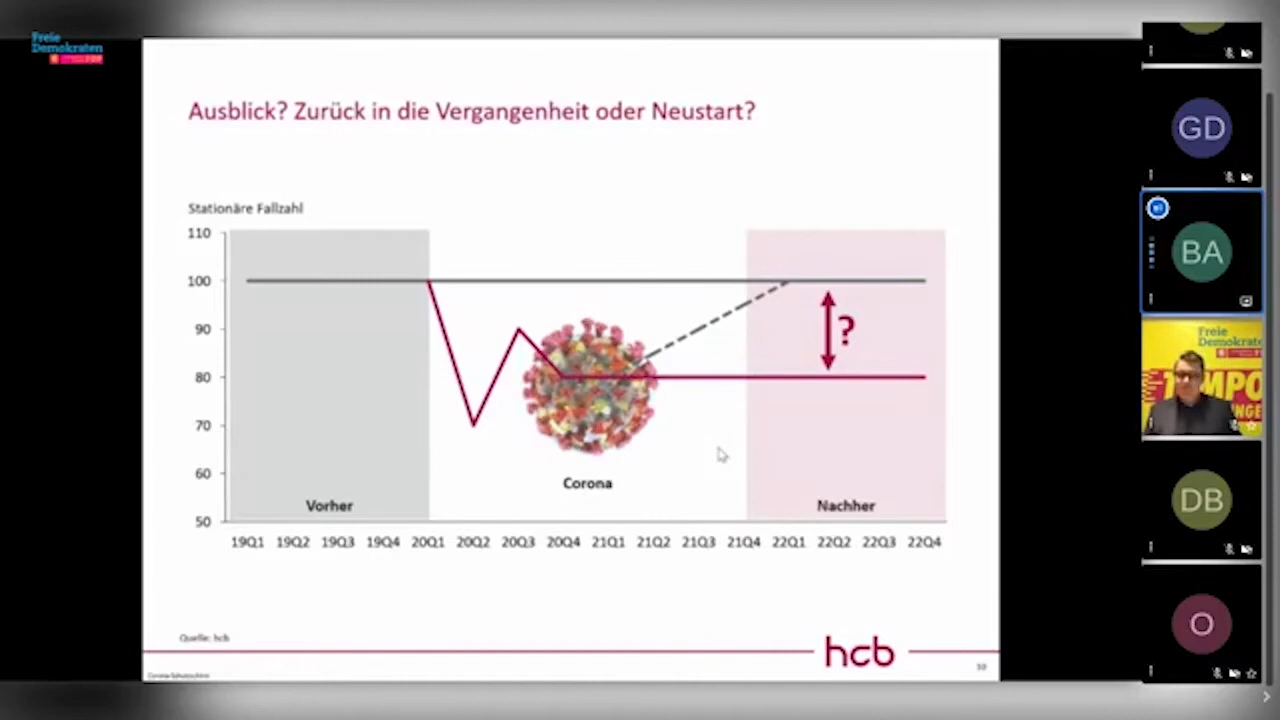 Freie
Demokraten
Ausblick? Zurück in die Vergangenheit oder Neustart?
Stationäre Fallzahl
110
100
90
80
70
60
50
?
Corona
Vorher
Nachher
19Q1 19Q2 19Q3 19Q4 20Q1 20Q2 20Q3 20Q4 21Q1 21Q2 21Q3 21Q4 22Q1 22Q2 22Q3 22Q4
Quelle: hcb
hcb
GD
BA
Freie
Demokrate
DB
O